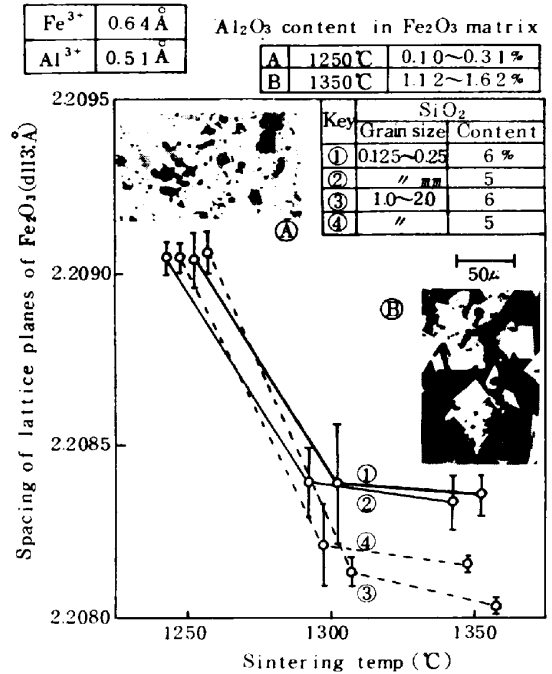 Fe³⁺ 0.64Å
Al³⁺ 0.51Å
Al₂O₃ content in Fe₂O₃ matrix
A 1250℃ 0.10~0.31%
B 1350℃ 1.12~1.62%
Key SiO₂
Grain size Content
① 0.125~0.25 6 %
② 〃 mm 5
③ 1.0~2.0 6
④ 〃 5
Ⓐ
50μ
Ⓑ
2.2095
2.2090
2.2085
2.2080
Spacing of lattice planes of Fe₂O₃(d113;Å)
①
②
④
③
1250 1300 1350
Sintering temp (℃)